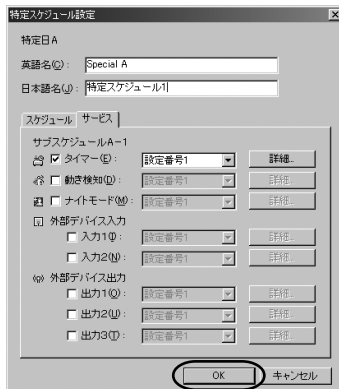 特定スケジュール設定
特定日A
英語名(C): Special A
日本語名(J): 特定スケジュール1
スケジュール サービス
サブスケジュールA-1
タイマー(E): 設定番号1 詳細...
動き検知(D): 設定番号1 詳細...
ナイトモード(M): 設定番号1 詳細...
外部デバイス入力
入力1(I): 設定番号1 詳細...
入力2(N): 設定番号1 詳細...
外部デバイス出力
出力1(O): 設定番号1 詳細...
出力2(U): 設定番号1 詳細...
出力3(T): 設定番号1 詳細...
OK キャンセル